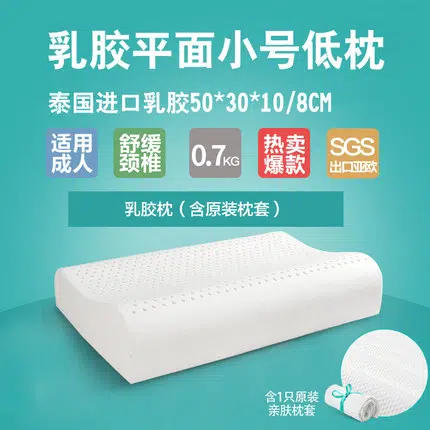 乳胶平面小号低枕
泰国进口乳胶50*30*10/8CM
适用
成人
舒缓
颈椎
0.7KG
热卖
爆款
SGS
出口亚欧
乳胶枕（含原装枕套）
含1只原装
亲肤枕套